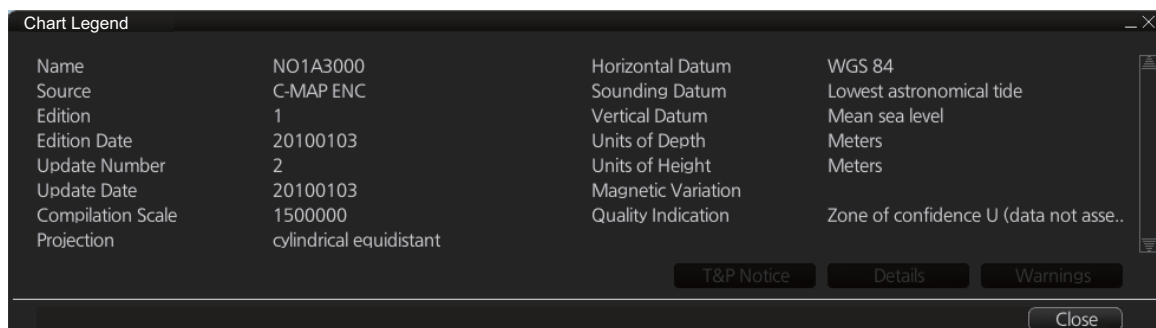 Chart Legend
Name NO1A3000 Horizontal Datum WGS 84
Source C-MAP ENC Sounding Datum Lowest astronomical tide
Edition 1 Vertical Datum Mean sea level
Edition Date 20100103 Units of Depth Meters
Update Number 2 Units of Height Meters
Update Date 20100103 Magnetic Variation
Compilation Scale 1500000 Quality Indication Zone of confidence U (data not asse..
Projection cylindrical equidistant
T&P Notice Details Warnings
Close